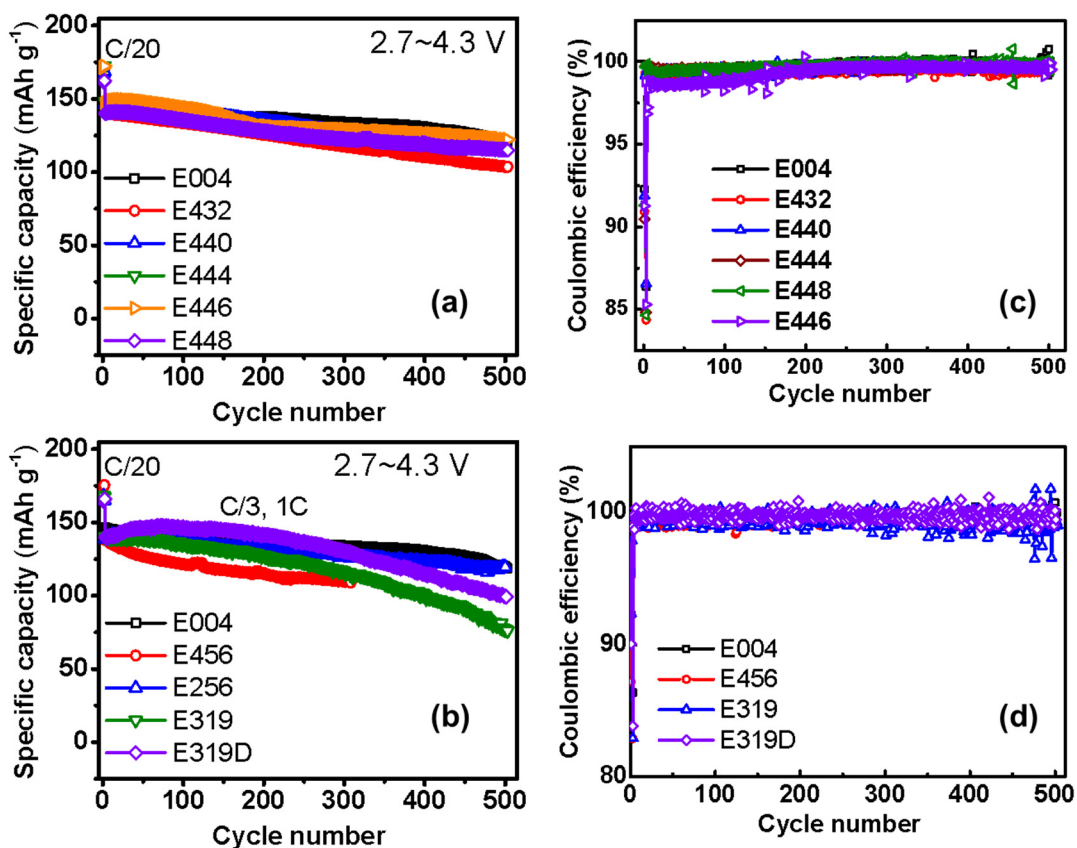 200
150
100
50
0
Specific capacity (mAh g⁻¹)
C/20
2.7~4.3 V
E004
E432
E440
E444
E446
E448
(a)
0 100 200 300 400 500
Cycle number
100
95
90
85
Coulombic efficiency (%)
E004
E432
E440
E444
E448
E446
(c)
0 100 200 300 400 500
Cycle number
200
150
100
50
0
Specific capacity (mAh g⁻¹)
C/20
2.7~4.3 V
C/3, 1C
E004
E456
E256
E319
E319D
(b)
0 100 200 300 400 500
Cycle number
100
90
80
Coulombic efficiency (%)
E004
E456
E319
E319D
(d)
0 100 200 300 400 500
Cycle number